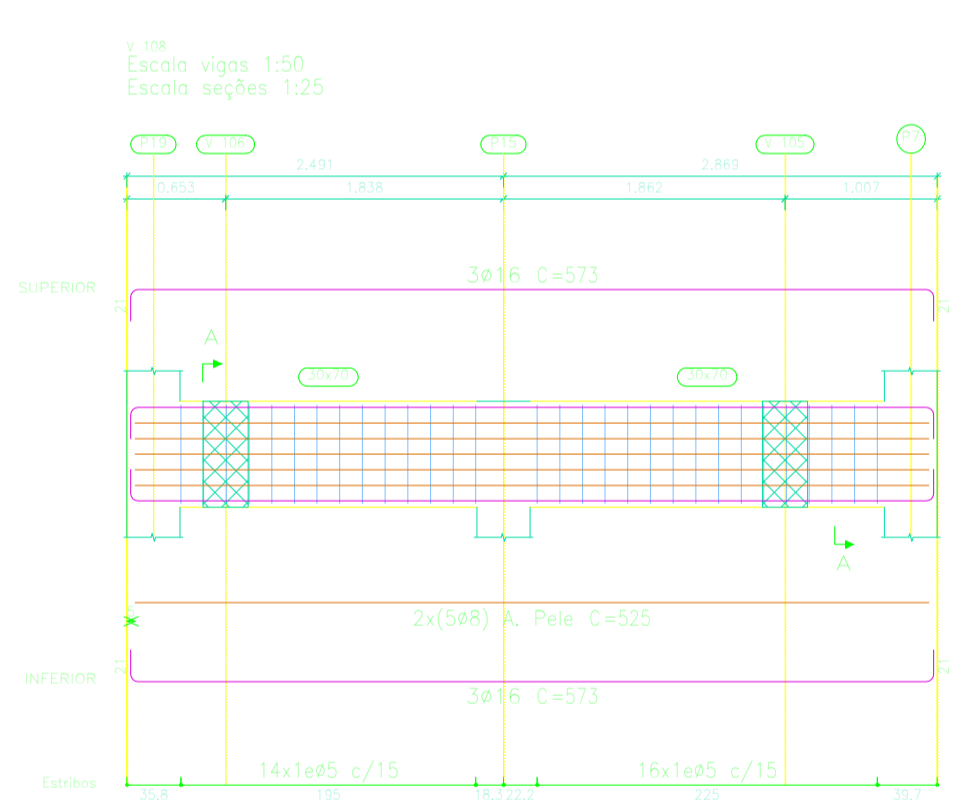 V 108
Escala vigas 1:50
Escala seções 1:25
P19
V 106
P15
V 105
P7
2.491
2.869
0.653
1.838
1.862
1.007
3ø16 C=573
SUPERIOR
21
21
A
30x70
30x70
A
2x(5ø8) A. Pele C=525
21
21
INFERIOR
3ø16 C=573
14x1eø5 c/15
16x1eø5 c/15
Estribos
35.8
195
18.3
22.2
225
39.7